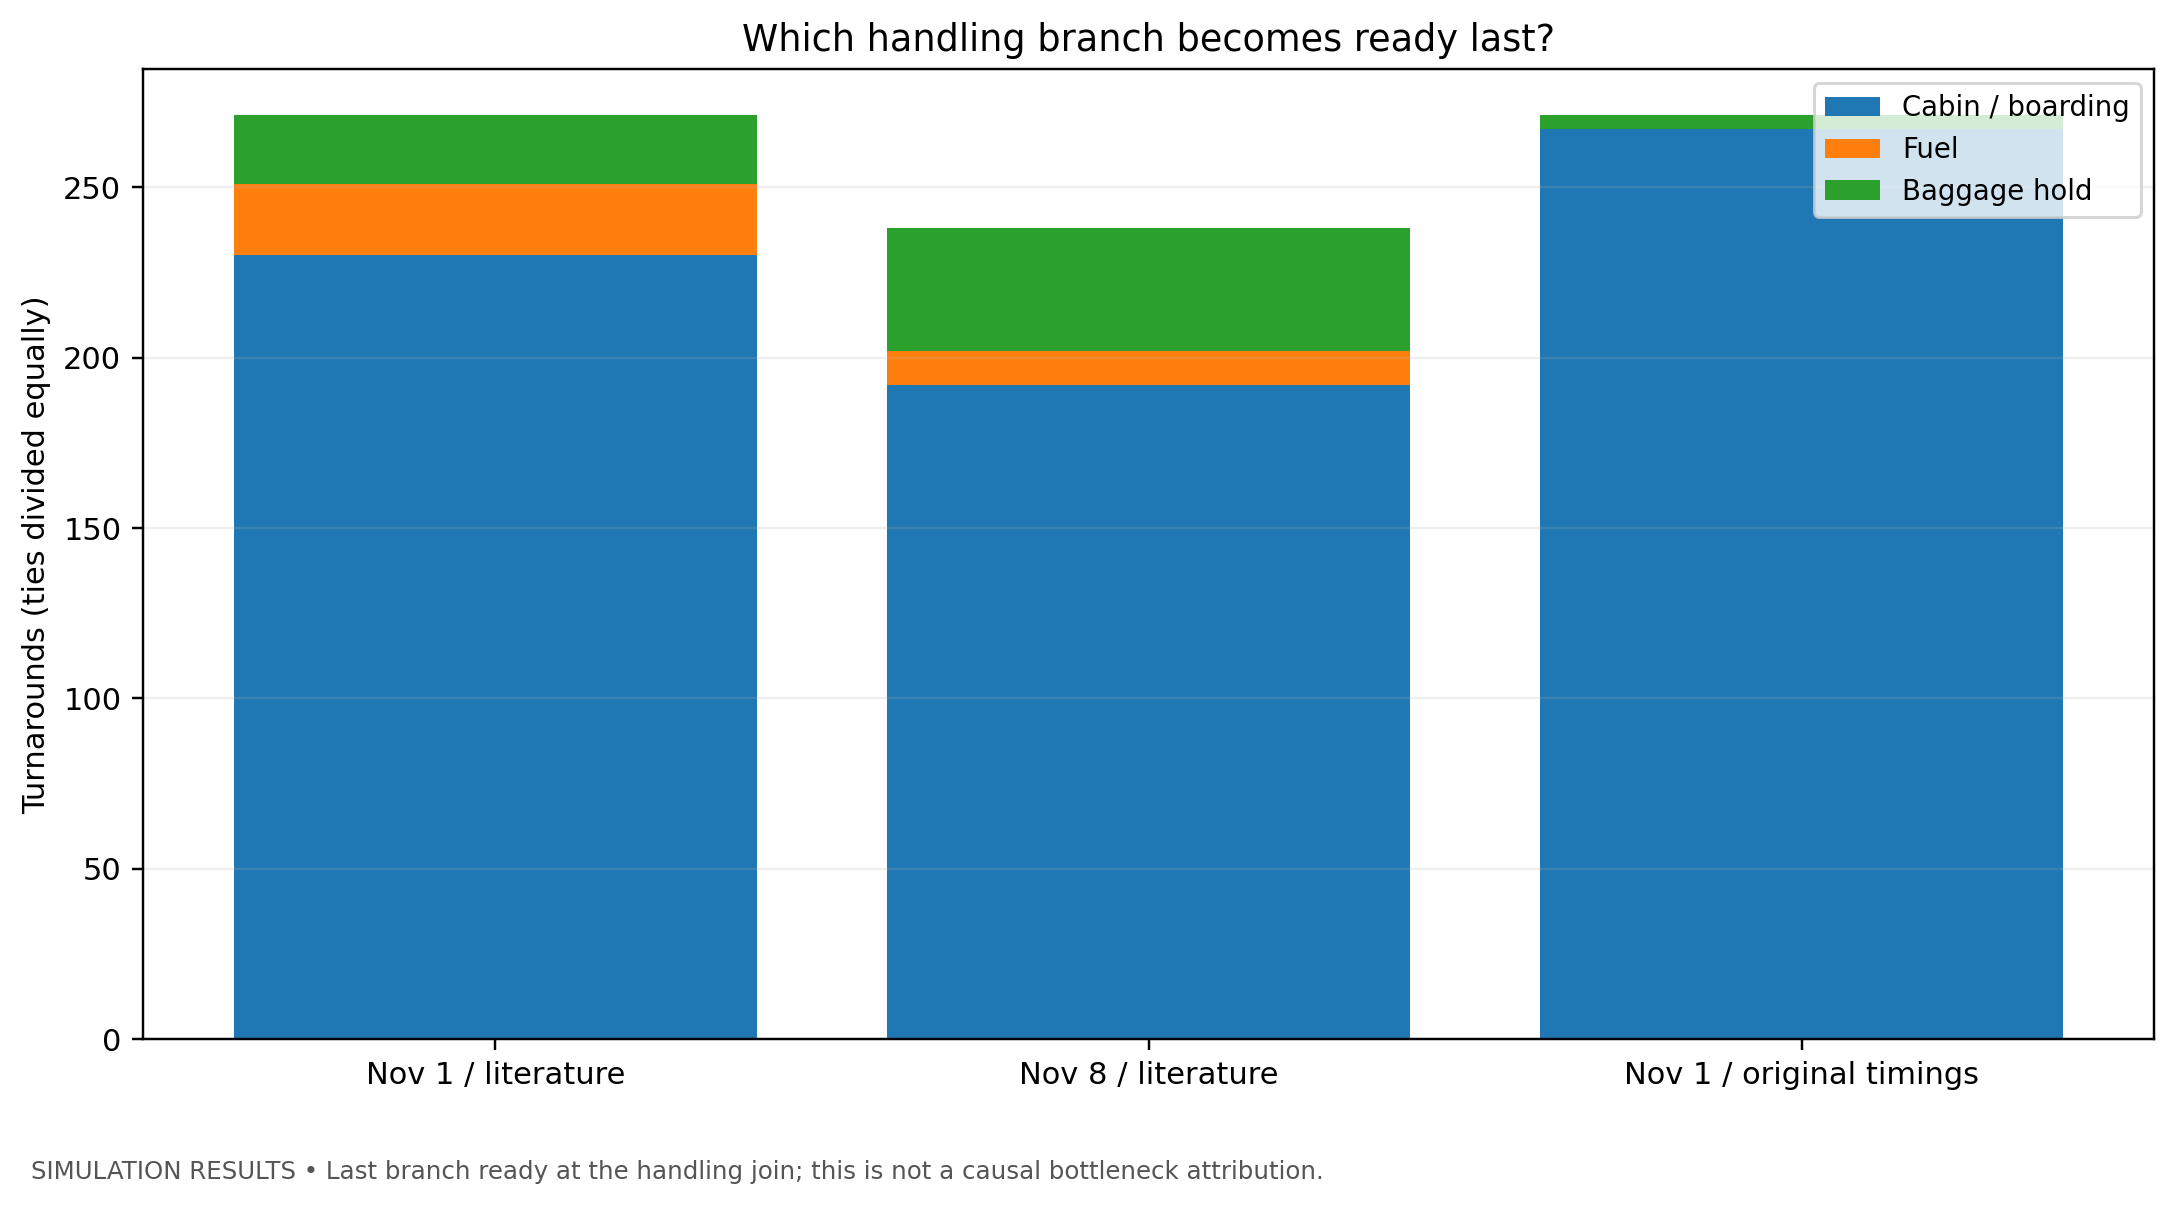 Which handling branch becomes ready last?
Cabin / boarding
Fuel
Baggage hold
Turnarounds (ties divided equally)
250
200
150
100
50
0
Nov 1 / literature
Nov 8 / literature
Nov 1 / original timings
SIMULATION RESULTS • Last branch ready at the handling join; this is not a causal bottleneck attribution.